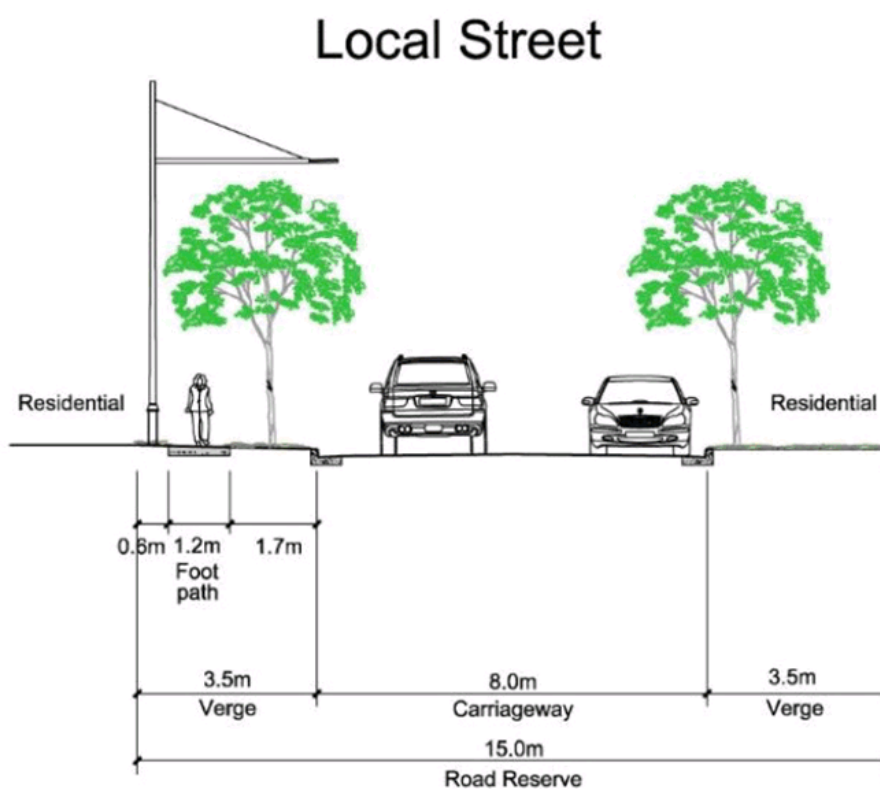 Local Street
Residential
Residential
0.6m
1.2m
1.7m
Foot
path
3.5m
8.0m
3.5m
Verge
Carriageway
Verge
15.0m
Road Reserve